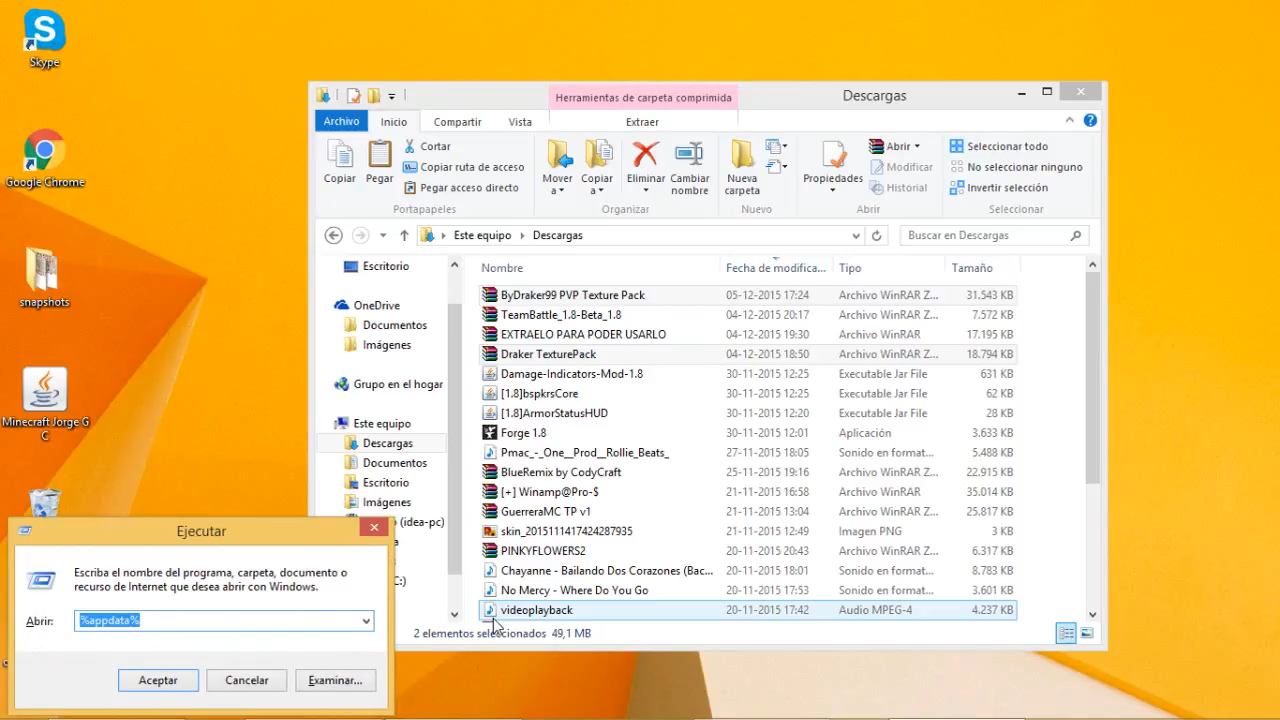 Skype
Google Chrome
snapshots
Minecraft Jorge G
C
Herramientas de carpeta comprimida
Descargas
Archivo
Inicio
Compartir
Vista
Extraer
Copiar
Pegar
Cortar
Copiar ruta de acceso
Pegar acceso directo
Portapapeles
Mover
a
Copiar
a
Eliminar
Cambiar
nombre
Organizar
Nueva
carpeta
Nuevo
Propiedades
Abrir
Modificar
Historial
Abrir
Seleccionar todo
No seleccionar ninguno
Invertir selección
Seleccionar
Este equipo
Descargas
Buscar en Descargas
Escritorio
OneDrive
Documentos
Imágenes
Grupo en el hogar
Este equipo
Descargas
Documentos
Escritorio
Imágenes
(idea-pc)
C:)
Nombre Fecha de modifica... Tipo Tamaño
ByDraker99 PVP Texture Pack 05-12-2015 17:24 Archivo WinRAR Z... 31.543 KB
TeamBattle_1.8-Beta_1.8 04-12-2015 20:17 Archivo WinRAR Z... 7.572 KB
EXTRAELO PARA PODER USARLO 04-12-2015 19:30 Archivo WinRAR 17.195 KB
Draker TexturePack 04-12-2015 18:50 Archivo WinRAR Z... 18.794 KB
Damage-Indicators-Mod-1.8 30-11-2015 12:25 Executable Jar File 631 KB
[1.8]bspkrsCore 30-11-2015 12:25 Executable Jar File 62 KB
[1.8]ArmorStatusHUD 30-11-2015 12:20 Executable Jar File 28 KB
Forge 1.8 30-11-2015 12:01 Aplicación 3.633 KB
Pmac_-_One__Prod__Rollie_Beats_ 27-11-2015 18:05 Sonido en format... 5.488 KB
BlueRemix by CodyCraft 25-11-2015 19:16 Archivo WinRAR Z... 22.915 KB
[+] Winamp@Pro-$ 21-11-2015 16:58 Archivo WinRAR 35.014 KB
GuerreraMC TP v1 21-11-2015 13:04 Archivo WinRAR Z... 25.817 KB
skin_2015111417424287935 21-11-2015 12:49 Imagen PNG 3 KB
PINKYFLOWERS2 20-11-2015 20:43 Archivo WinRAR Z... 6.317 KB
Chayanne - Bailando Dos Corazones (Bac... 20-11-2015 18:01 Sonido en format... 8.783 KB
No Mercy - Where Do You Go 20-11-2015 17:53 Sonido en format... 3.601 KB
videoplayback 20-11-2015 17:42 Audio MPEG-4 4.237 KB
2 elementos seleccionados 49,1 MB
Ejecutar
Escriba el nombre del programa, carpeta, documento o
recurso de Internet que desea abrir con Windows.
Abrir: %appdata%
Aceptar
Cancelar
Examinar...